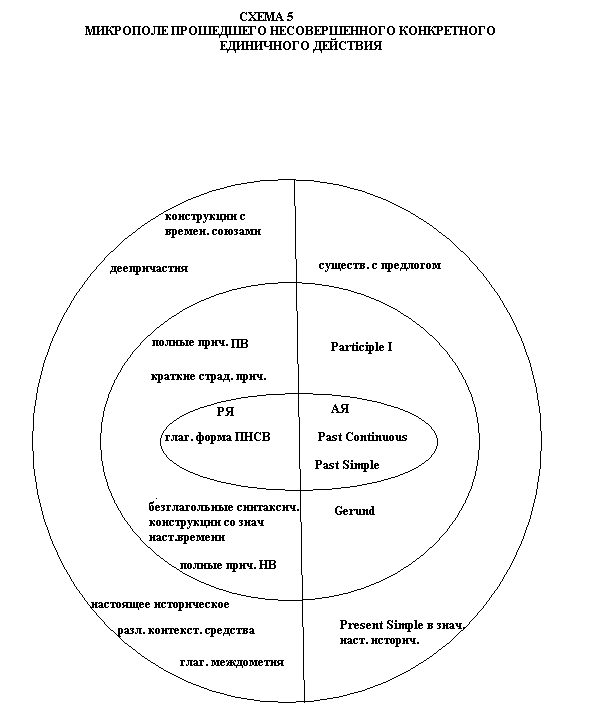 СХЕМА 5
МИКРОПОЛЕ ПРОШЕДШЕГО НЕСОВЕРШЕННОГО КОНКРЕТНОГО
ЕДИНИЧНОГО ДЕЙСТВИЯ
конструкции с
времен. союзами
деепричастия
существ. с предлогом
полные прич. ПВ
краткие страд. прич.
Participle I
РЯ
глаг. форма ПНСВ
АЯ
Past Continuous
Past Simple
безглагольные синтаксич.
конструкции со знач
наст.времени
полные прич. НВ
Gerund
настоящее историческое
разл. контекст. средства
глаг. междометия
Present Simple в знач.
наст. историч.